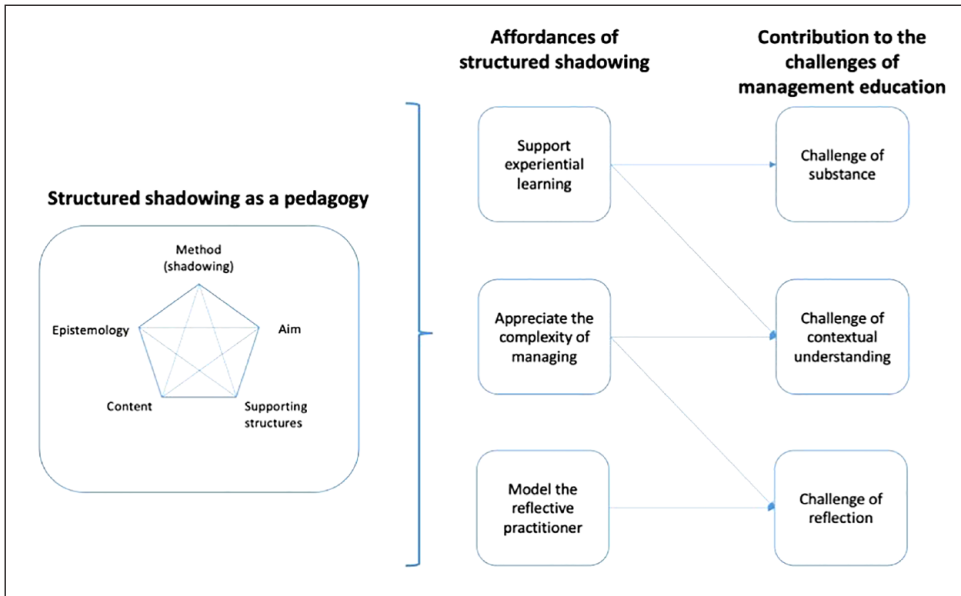 Structured shadowing as a pedagogy
Method
(shadowing)
Epistemology
Aim
Content
Supporting
structures
Affordances of
structured shadowing
Support
experiential
learning
Appreciate the
complexity of
managing
Model the
reflective
practitioner
Contribution to the
challenges of
management education
Challenge of
substance
Challenge of
contextual
understanding
Challenge of
reflection